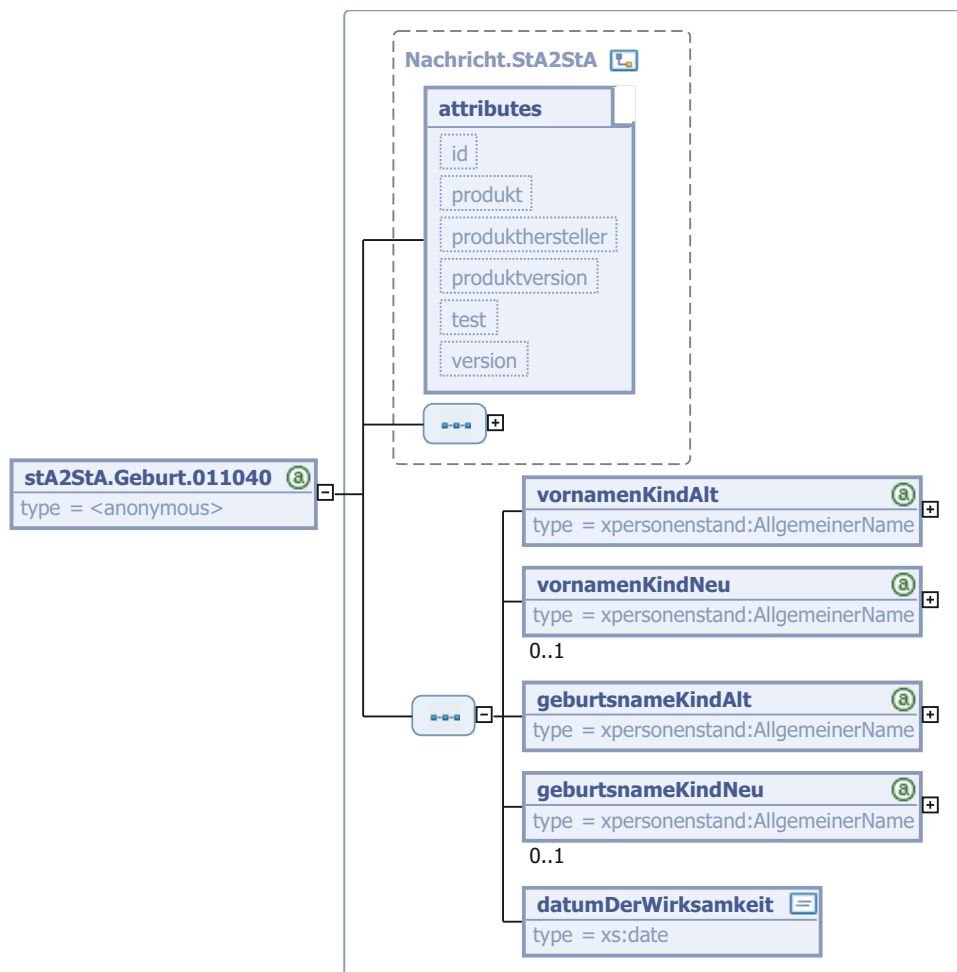 Nachricht.StA2StA
attributes
id
produkt
produkthersteller
produktversion
test
version
stA2StA.Geburt.011040
type = <anonymous>
vornamenKindAlt
type = xpersonenstand:AllgemeinerName
vornamenKindNeu
type = xpersonenstand:AllgemeinerName
0..1
geburtsnameKindAlt
type = xpersonenstand:AllgemeinerName
geburtsnameKindNeu
type = xpersonenstand:AllgemeinerName
0..1
datumDerWirksamkeit
type = xs:date